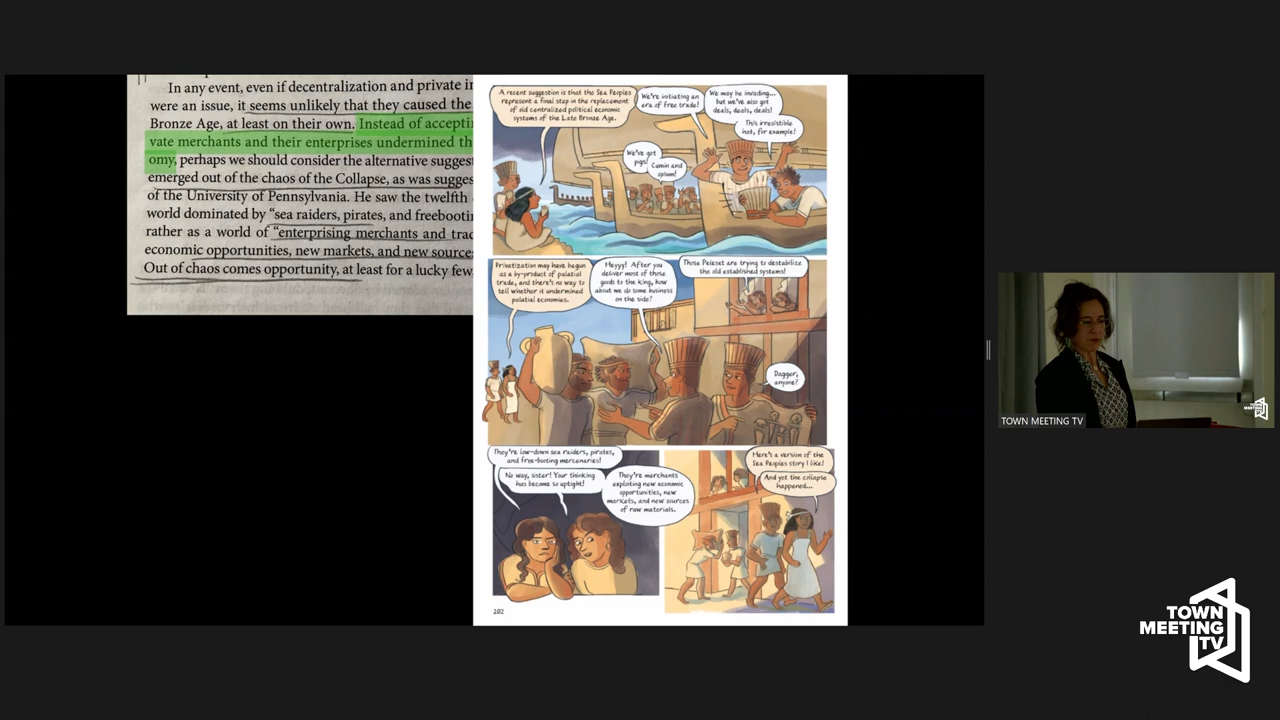 In any event, even if decentralization and private
were an issue, it seems unlikely that they caused the
Bronze Age, at least on their own. Instead of
vate merchants and their enterprises undermined
omy, perhaps we should consider the alternative
emerged out of the chaos of the Collapse, as was
of the University of Pennsylvania. He saw the twelfth
world dominated by “sea raiders, pirates, and
rather as a world of “enterprising merchants and
economic opportunities, new markets, and new
Out of chaos comes opportunity, at least for a lucky
A recent suggestion is that the Sea Peoples
represent a final step in the replacement
of old centralized political economic
systems of the Late Bronze Age.
We're initiating an
era of free trade!
We may be invading...
but we've also got
deals, deals, deals!
This irresistible
hat, for example!
We've got
pigs!
Cumin and
opium!
Privatization may have begun
as a by-product of palatial
trade, and there's no way to
tell whether it undermined
palatial economies.
Heyyy! After you
deliver most of those
goods to the king, how
about we do some business
on the side?
Those Peleset are trying to destabilize
the old established systems!
Dagger,
anyone?
They're low-down sea raiders, pirates,
and free-booting mercenaries!
No way, sister! Your thinking
has become so uptight!
They're merchants
exploiting new economic
opportunities, new
markets, and new sources
of raw materials.
Here's a version of the
Sea Peoples story I like!
And yet the collapse
happened...
202
TOWN MEETING TV
TOWN
MEETING
TV